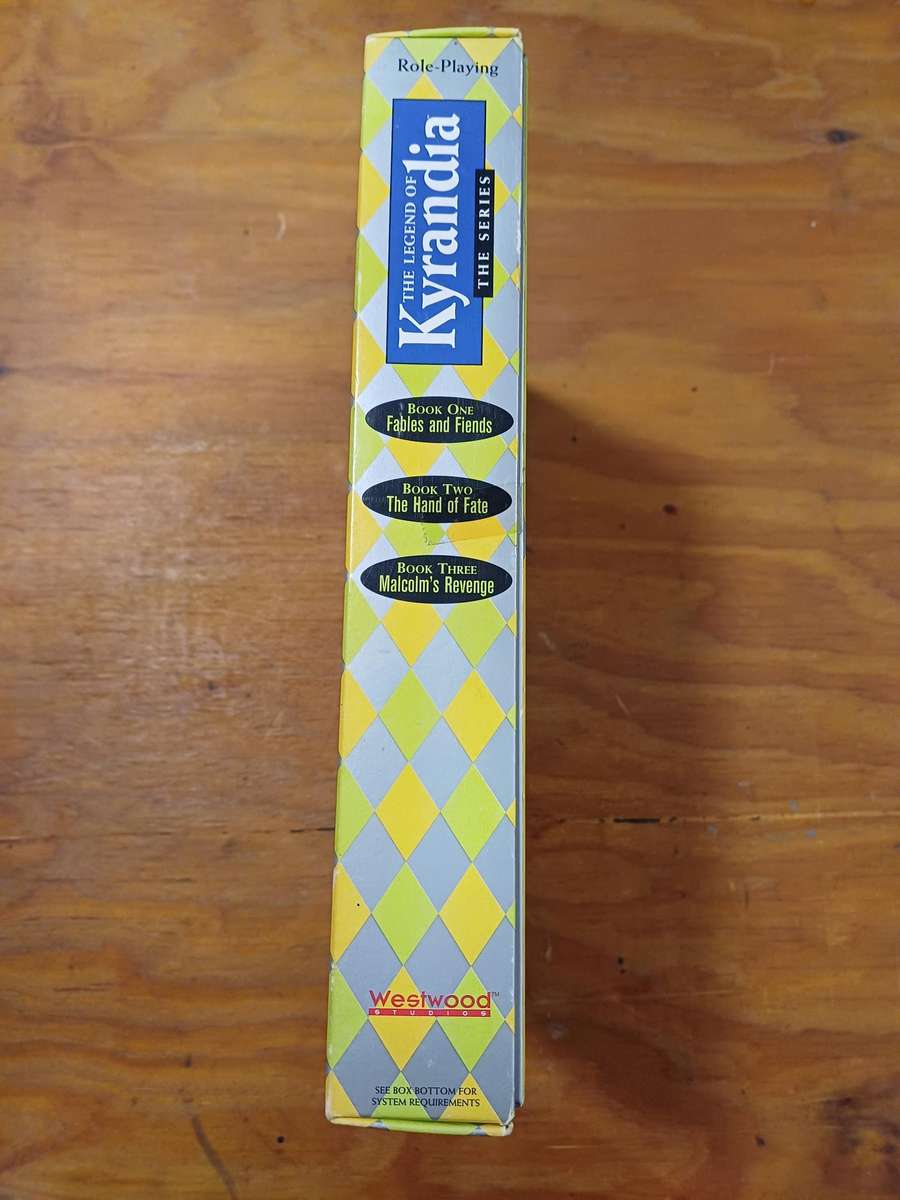 Role-Playing
THE LEGEND OF
Kyrandia
THE SERIES
BOOK ONE
Fables and Fiends
BOOK TWO
The Hand of Fate
BOOK THREE
Malcolm's Revenge
Westwood™
STUDIOS
SEE BOX BOTTOM FOR
SYSTEM REQUIREMENTS